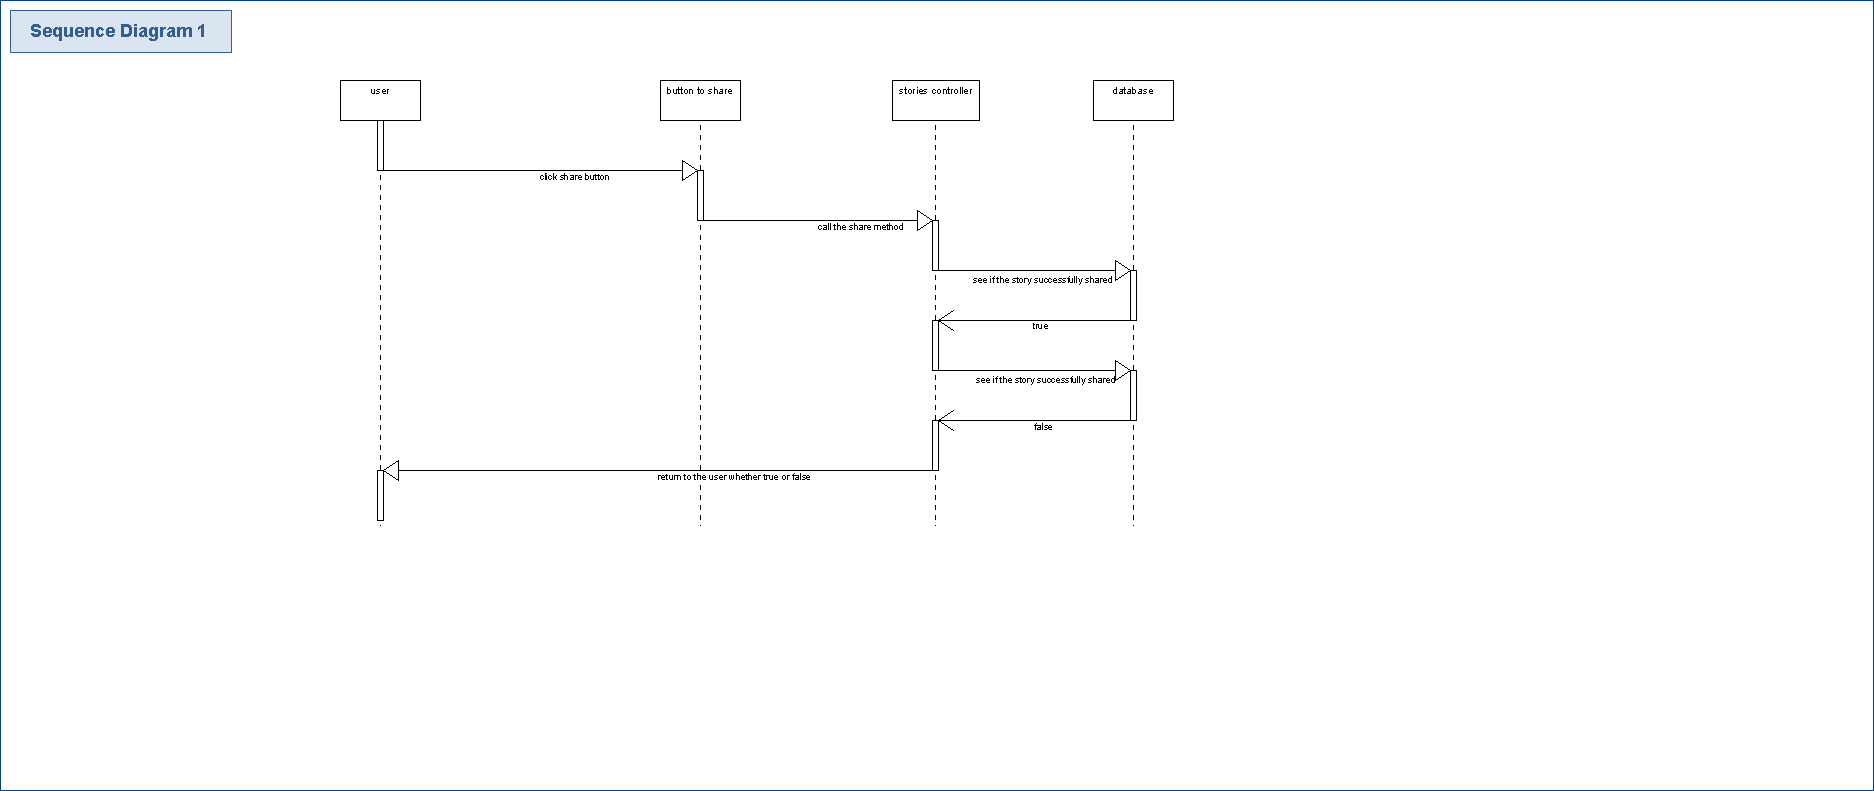 Sequence Diagram 1
user
button to share
stories controller
database
click share button
call the share method
see if the story successfully shared
true
see if the story successfully shared
false
return to the user whether true or false